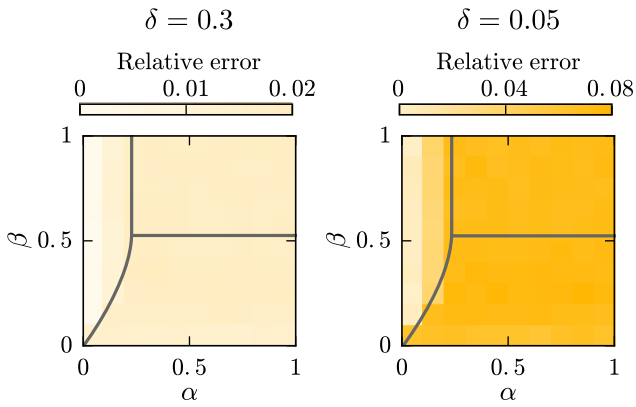 δ = 0.3
δ = 0.05
Relative error
Relative error
0 0.01 0.02
0 0.04 0.08
1
β 0.5
0
0 0.5 1
α
1
β 0.5
0
0 0.5 1
α